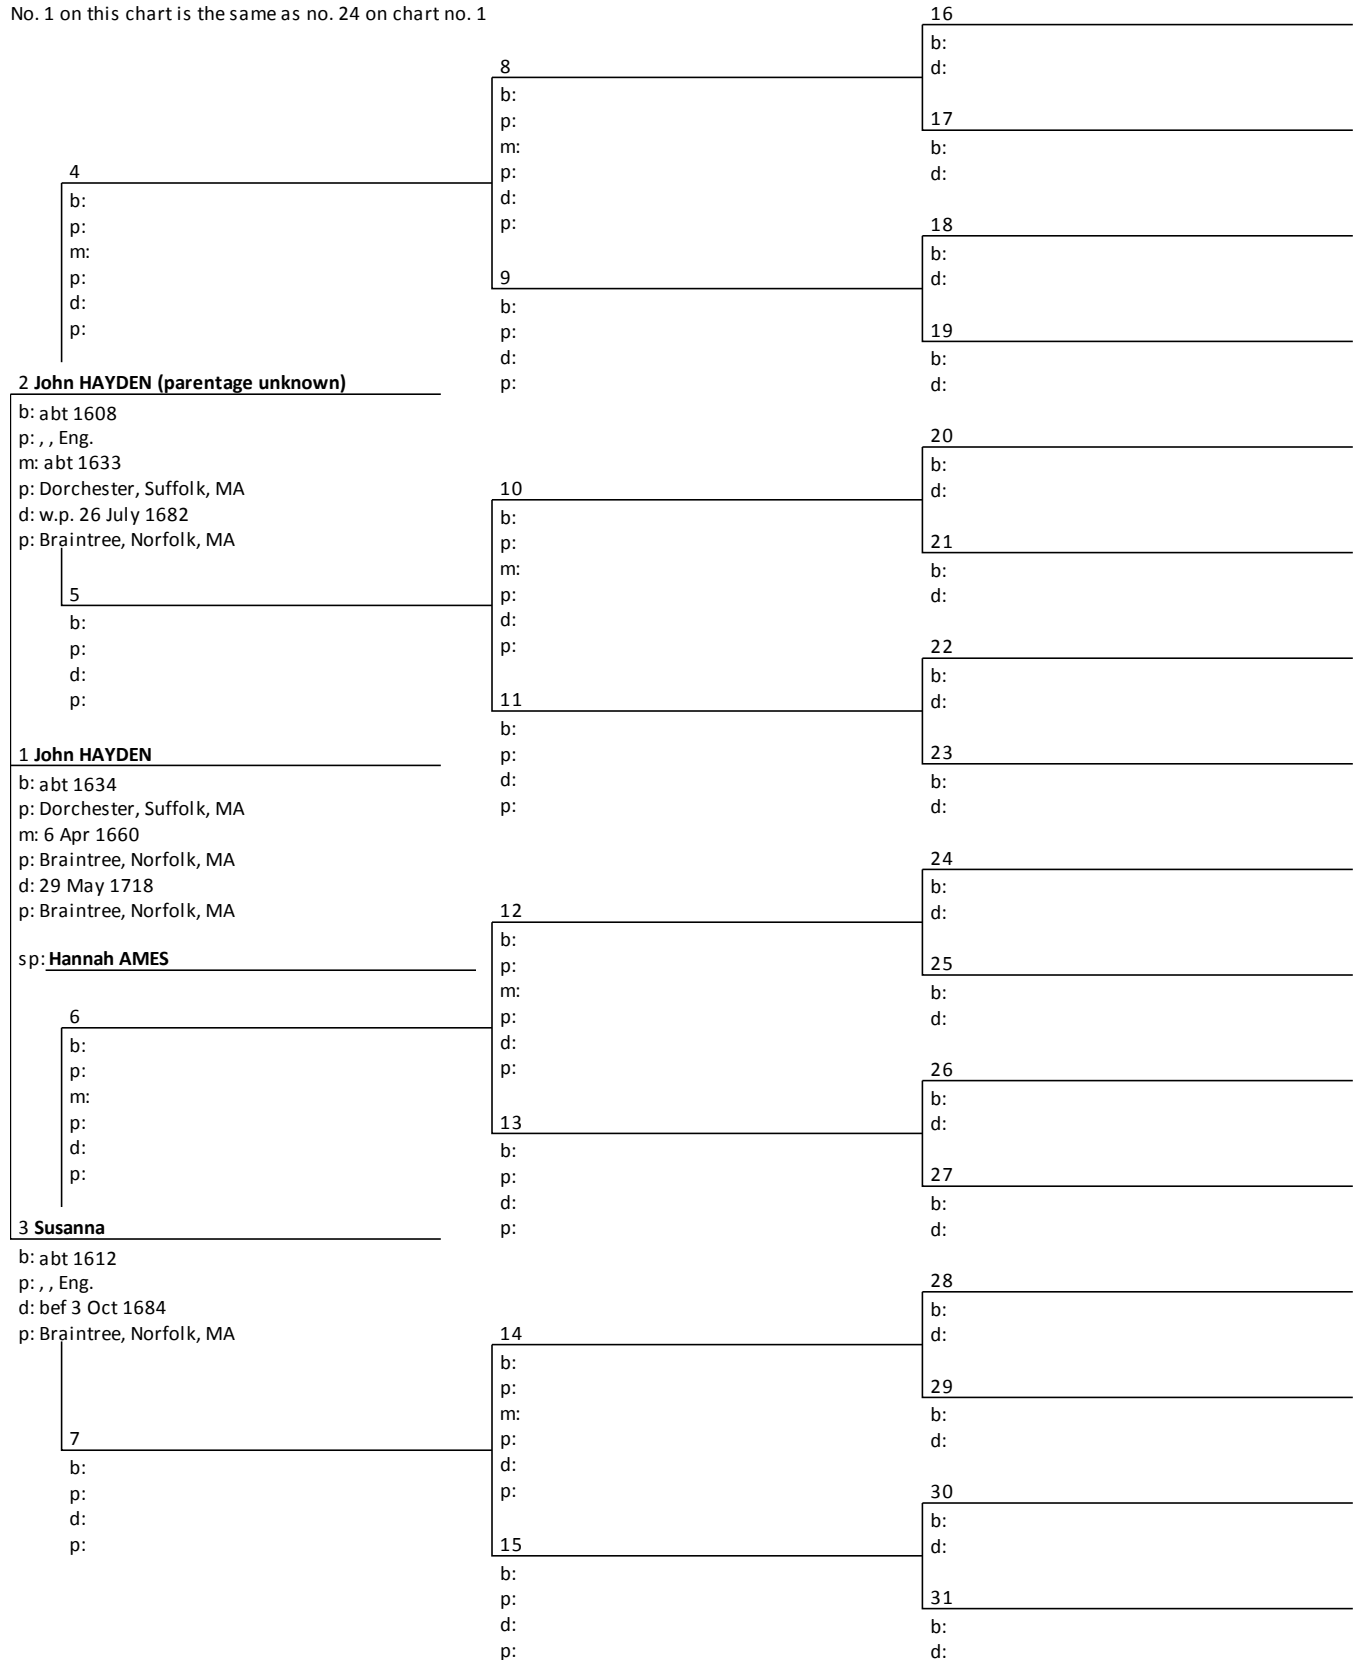 No. 1 on this chart is the same as no. 24 on chart no. 1
16
b:
d:
8
b:
p:
m:
p:
d:
p:
17
b:
d:
4
b:
p:
m:
p:
d:
p:
18
b:
d:
9
b:
p:
d:
p:
19
b:
d:
2 John HAYDEN (parentage unknown)
b: abt 1608
p: , , Eng.
m: abt 1633
p: Dorchester, Suffolk, MA
d: w.p. 26 July 1682
p: Braintree, Norfolk, MA
20
b:
d:
10
b:
p:
m:
p:
d:
p:
21
b:
d:
5
b:
p:
d:
p:
22
b:
d:
11
b:
p:
d:
p:
23
b:
d:
1 John HAYDEN
b: abt 1634
p: Dorchester, Suffolk, MA
m: 6 Apr 1660
p: Braintree, Norfolk, MA
d: 29 May 1718
p: Braintree, Norfolk, MA
sp: Hannah AMES
24
b:
d:
12
b:
p:
m:
p:
d:
p:
25
b:
d:
6
b:
p:
m:
p:
d:
p:
26
b:
d:
13
b:
p:
d:
p:
27
b:
d:
3 Susanna
b: abt 1612
p: , , Eng.
d: bef 3 Oct 1684
p: Braintree, Norfolk, MA
28
b:
d:
14
b:
p:
m:
p:
d:
p:
29
b:
d:
7
b:
p:
d:
p:
30
b:
d:
15
b:
p:
d:
p:
31
b:
d: